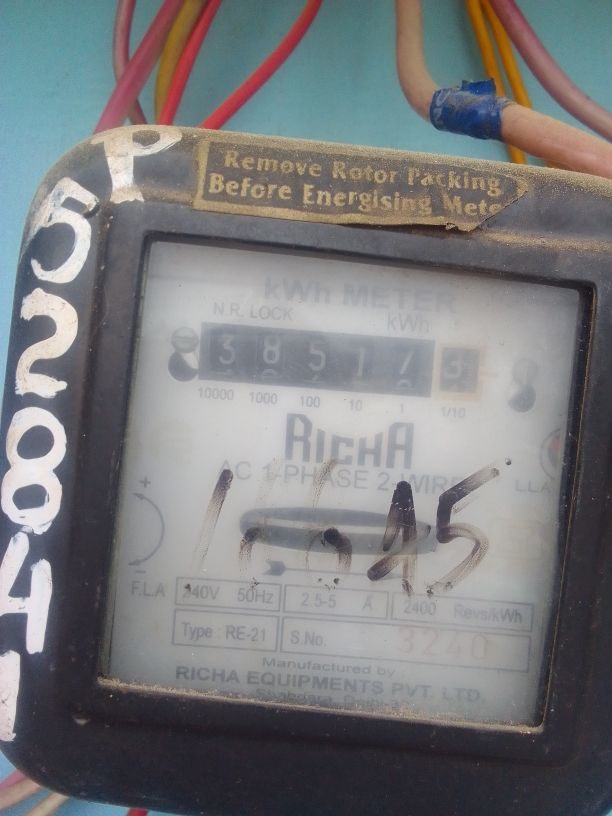 P
52841
Remove Rotor Packing
Before Energising Mete
kWh METER
N.R. LOCK kWh
3 8 5 1 7
10000 1000 100 10 1 1/10
RICHA
AC 1-PHASE 2-WIRE
F.L.A
240V 50Hz 2.5-5 A 2400 Revs/kWh
Type : RE-21 S.No. 3240
Manufactured by
RICHA EQUIPMENTS PVT. LTD.